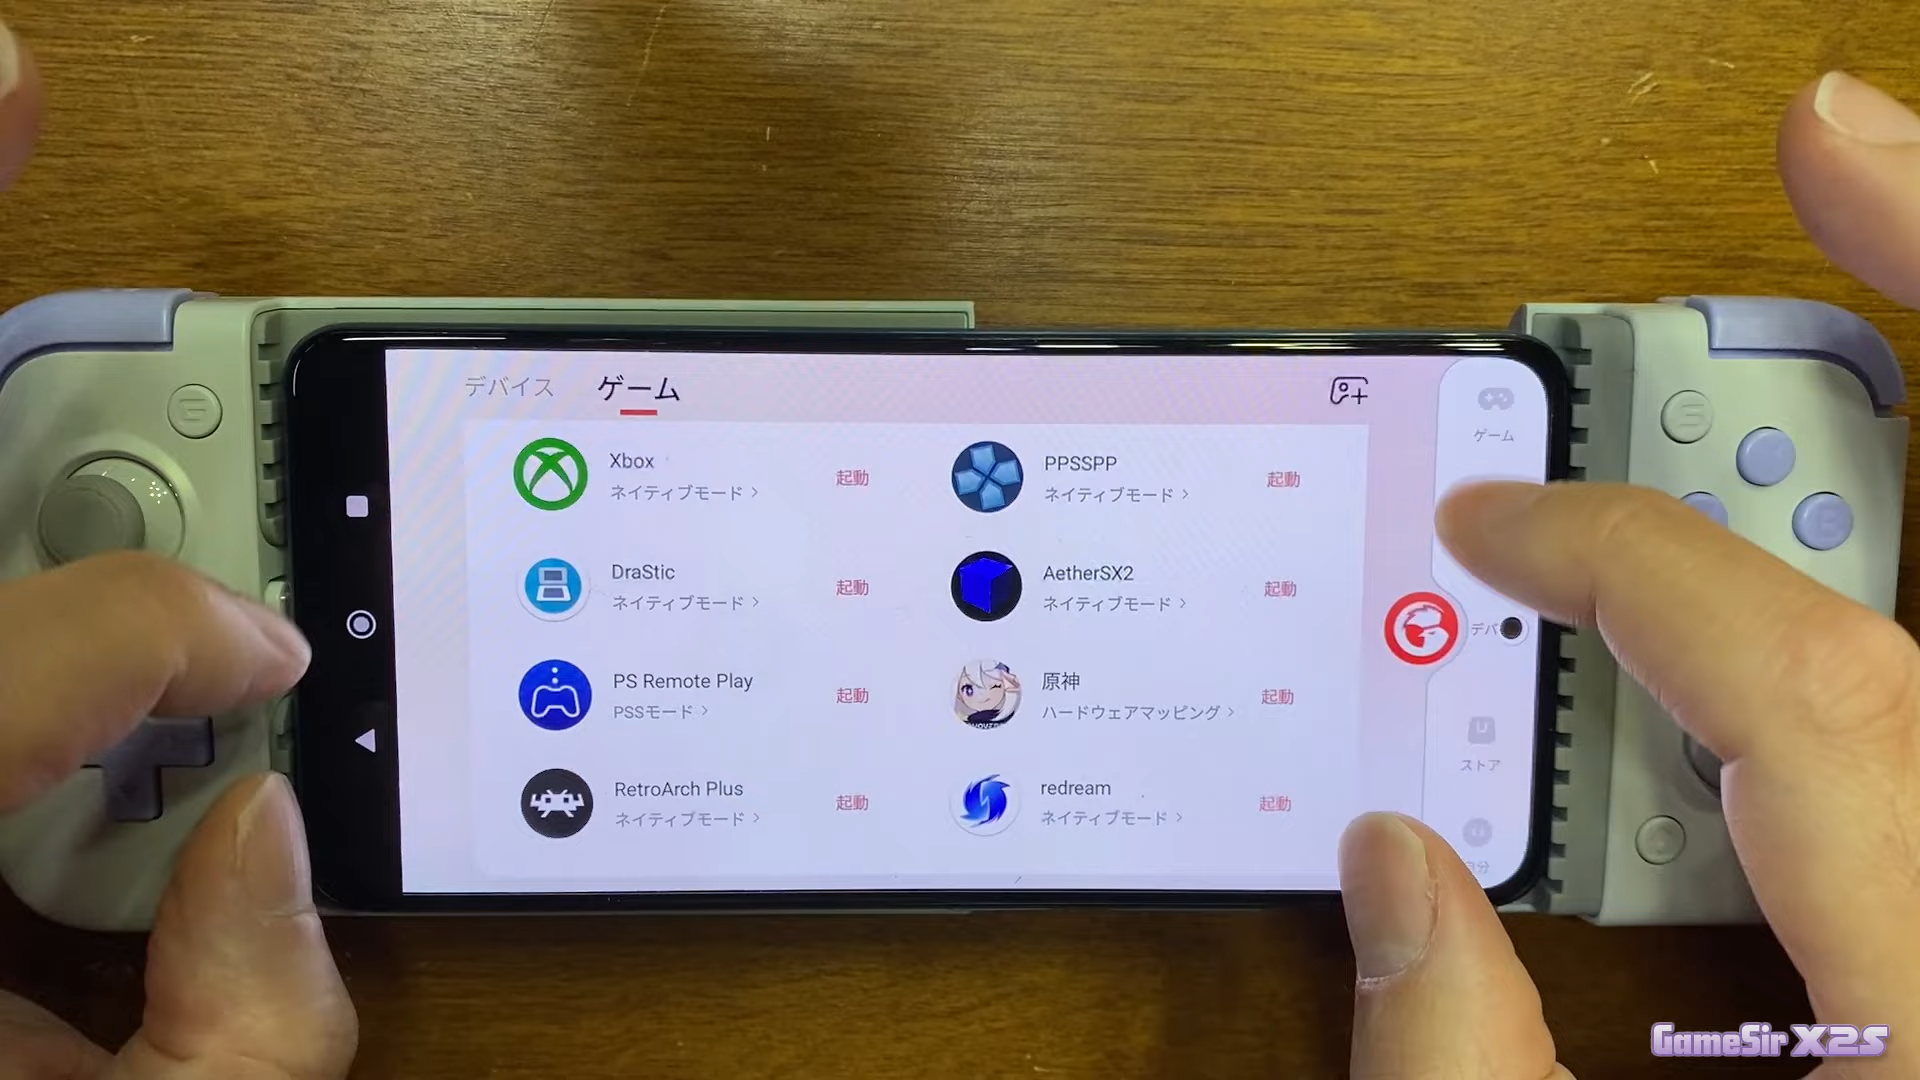 デバイス
ゲーム
Xbox
ネイティブモード >
起動
PPSSPP
ネイティブモード >
起動
DraStic
ネイティブモード >
起動
AetherSX2
ネイティブモード >
起動
PS Remote Play
PSSモード >
起動
原神
ハードウェアマッピング >
起動
RetroArch Plus
ネイティブモード >
起動
redream
ネイティブモード >
起動
ゲーム
デバ
ストア
自分
S
GameSir X2S